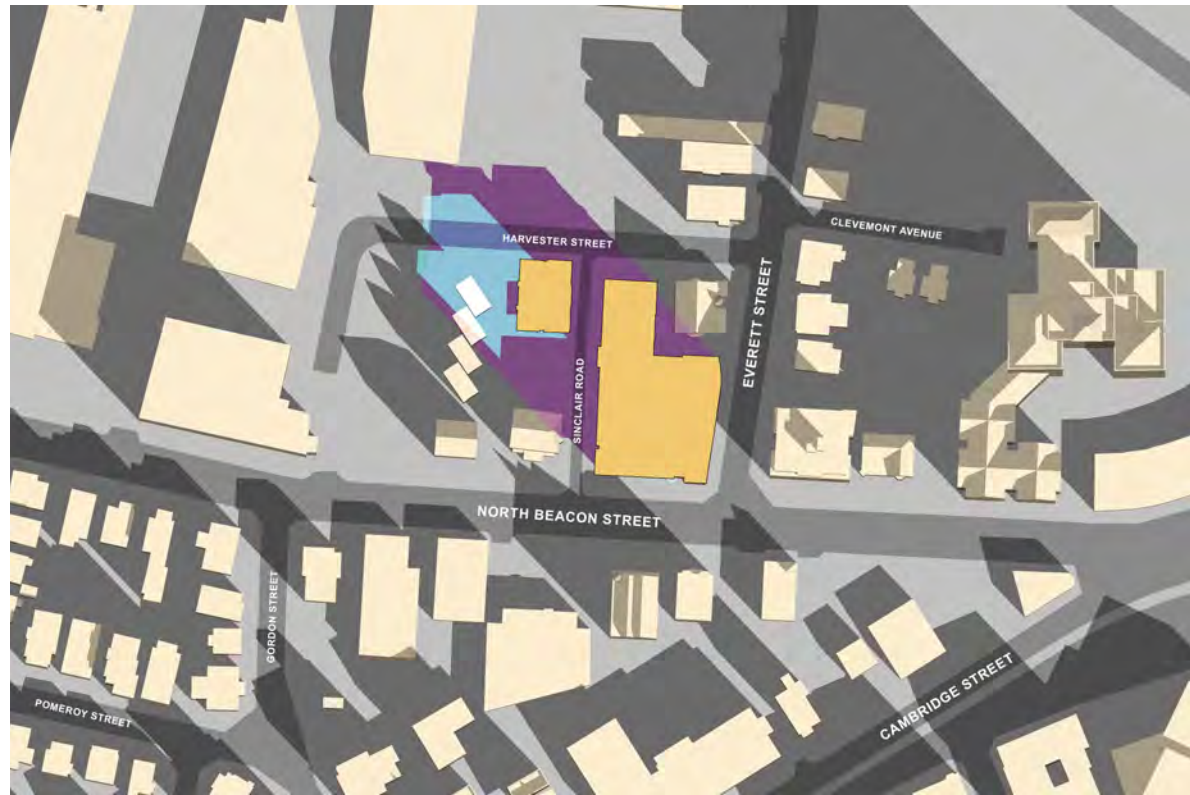 CLEVEMONT AVENUE
HARVESTER STREET
EVERETT STREET
SINCLAIR ROAD
NORTH BEACON STREET
GORDON STREET
CAMBRIDGE STREET
POMEROY STREET